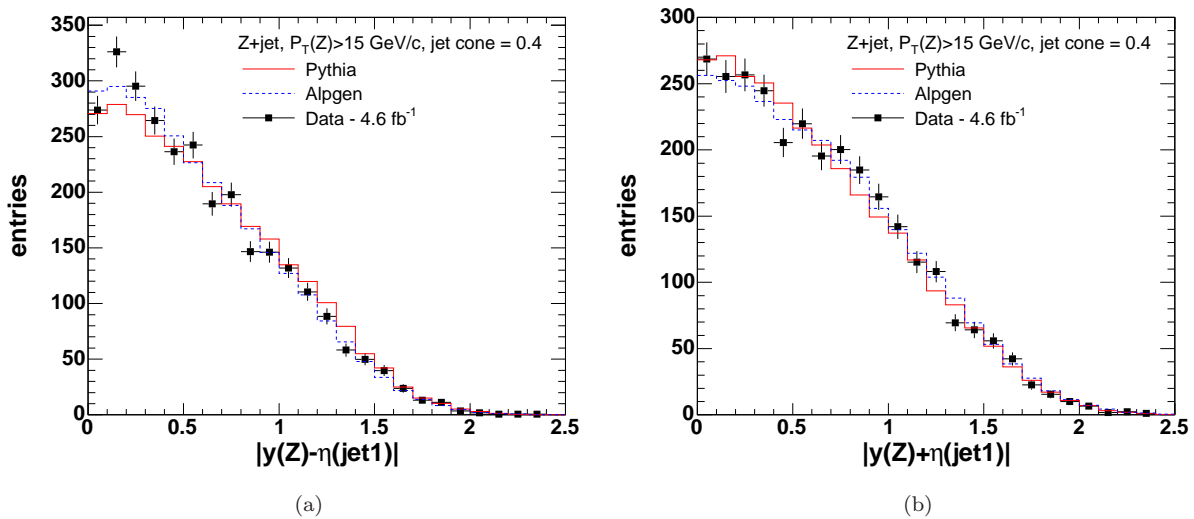 Z+jet, P_T(Z)>15 GeV/c, jet cone = 0.4
Pythia
Alpgen
Data - 4.6 fb⁻¹
entries
350
300
250
200
150
100
50
0
0 0.5 1 1.5 2 2.5
|y(Z)-η(jet1)|
(a)
Z+jet, P_T(Z)>15 GeV/c, jet cone = 0.4
Pythia
Alpgen
Data - 4.6 fb⁻¹
entries
300
250
200
150
100
50
0
0 0.5 1 1.5 2 2.5
|y(Z)+η(jet1)|
(b)